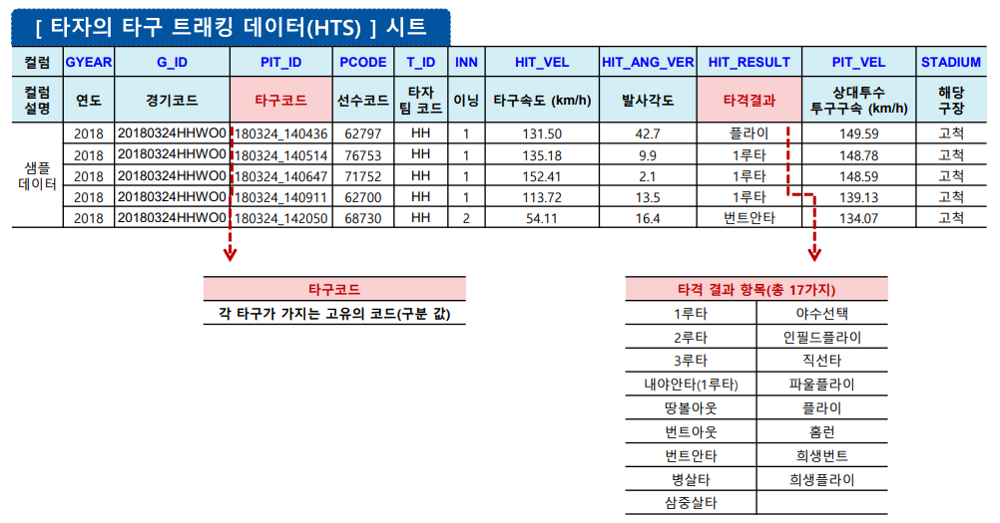 [ 타자의 타구 트래킹 데이터(HTS) ] 시트
컬럼 GYEAR G_ID PIT_ID PCODE T_ID INN HIT_VEL HIT_ANG_VER HIT_RESULT PIT_VEL STADIUM
컬럼 설명 연도 경기코드 타구코드 선수코드 타자 팀 코드 이닝 타구속도 (km/h) 발사각도 타격결과 상대투수 투구구속 (km/h) 해당 구장
샘플 데이터
2018 20180324HHWO0 180324_140436 62797 HH 1 131.50 42.7 플라이 149.59 고척
2018 20180324HHWO0 180324_140514 76753 HH 1 135.18 9.9 1루타 148.78 고척
2018 20180324HHWO0 180324_140647 71752 HH 1 152.41 2.1 1루타 148.59 고척
2018 20180324HHWO0 180324_140911 62700 HH 1 113.72 13.5 1루타 139.13 고척
2018 20180324HHWO0 180324_142050 68730 HH 2 54.11 16.4 번트안타 134.07 고척
타구코드
각 타구가 가지는 고유의 코드(구분 값)
타격 결과 항목(총 17가지)
1루타 야수선택
2루타 인필드플라이
3루타 직선타
내야안타(1루타) 파울플라이
땅볼아웃 플라이
번트아웃 홈런
번트안타 희생번트
병살타 희생플라이
삼중살타